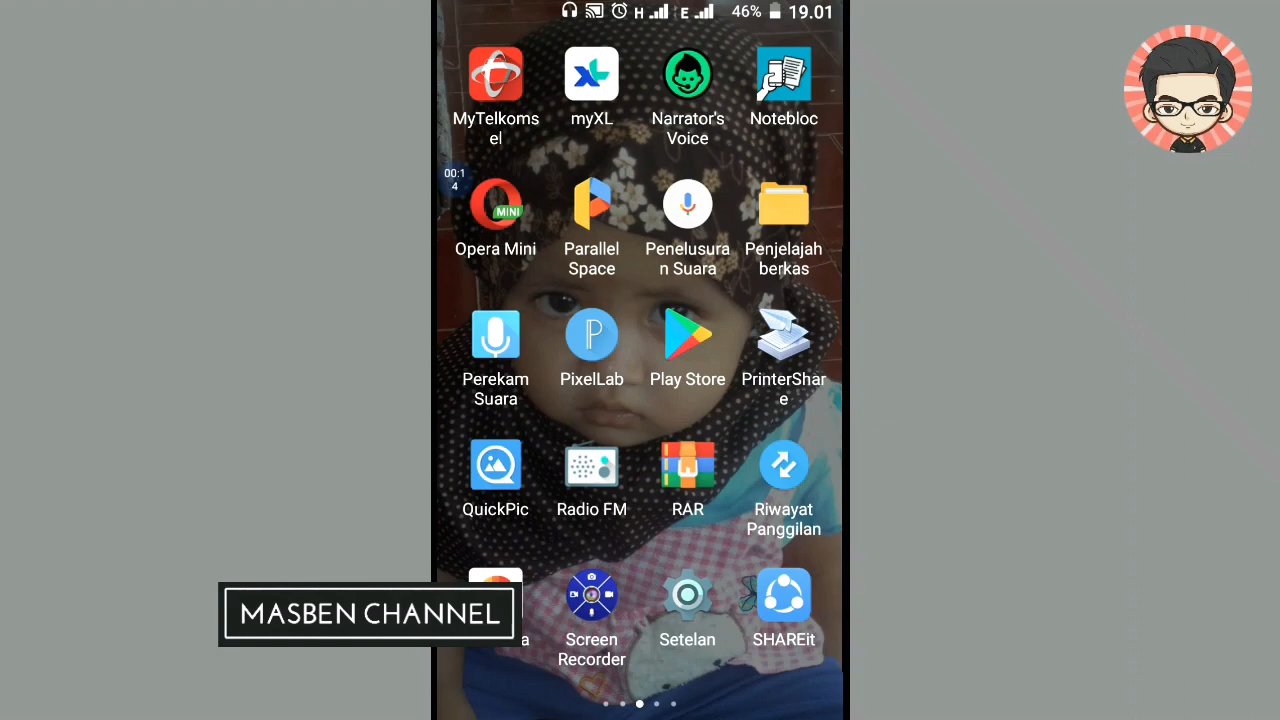 H E 46% 19.01
MyTelkoms
el
myXL
Narrator's
Voice
Notebloc
00:1
4
MINI
Opera Mini
Parallel
Space
Penelusura
n Suara
Penjelajah
berkas
Perekam
Suara
PixelLab
Play Store
PrinterShar
e
QuickPic
Radio FM
RAR
Riwayat
Panggilan
MASBEN CHANNEL
a
Screen
Recorder
Setelan
SHAREit